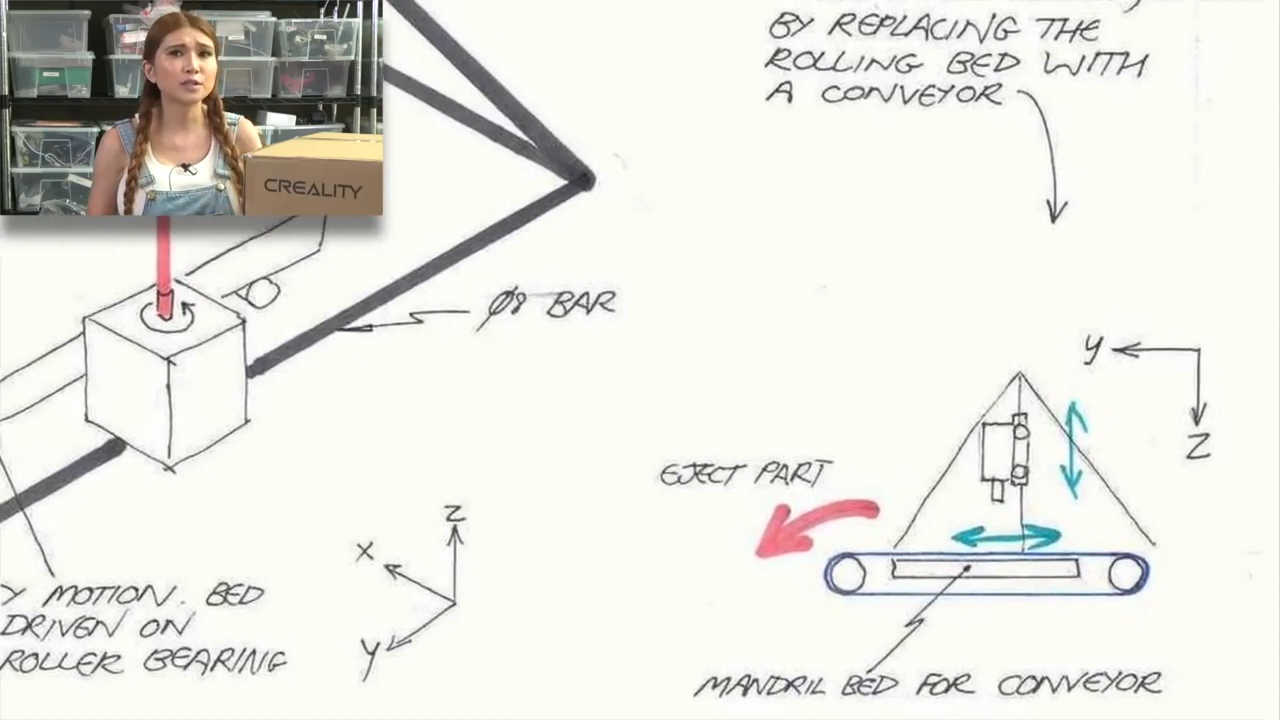 BY REPLACING THE
ROLLING BED WITH
A CONVEYOR
CREALITY
Ø8 BAR
Y
Z
EJECT PART
Z
X
Y
Y MOTION. BED
DRIVEN ON
ROLLER BEARING
MANDRIL BED FOR CONVEYOR